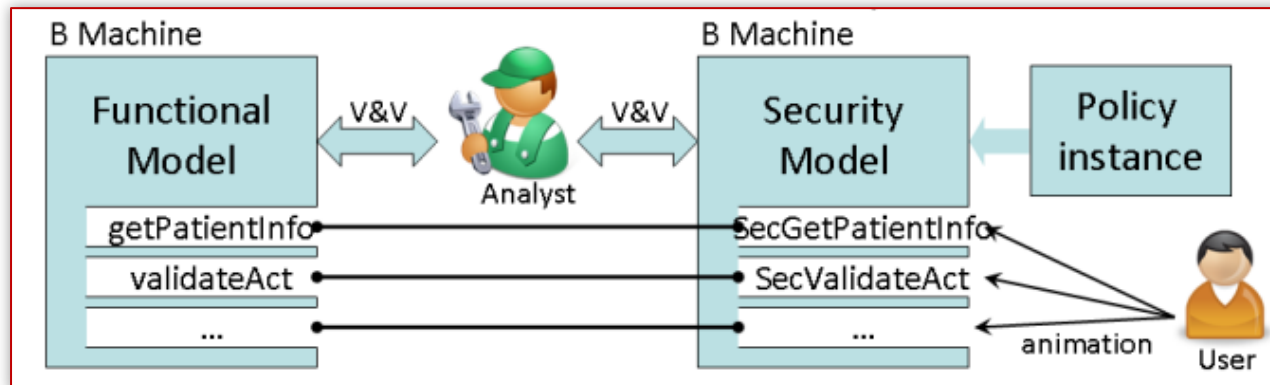 B Machine
Functional
Model
getPatientInfo
validateAct
...
V&V
Analyst
V&V
B Machine
Security
Model
SecGetPatientInfo
SecValidateAct
...
Policy
instance
animation
User